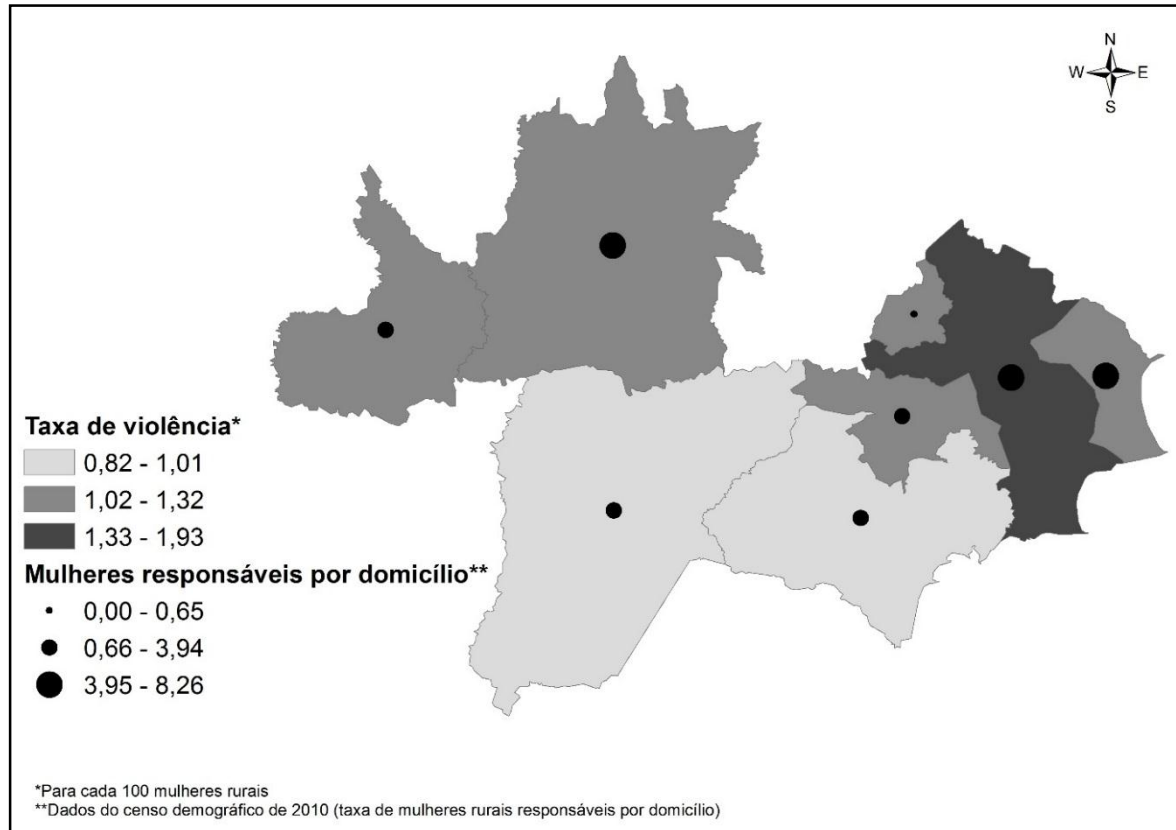 N
W E
S
Taxa de violência*
0,82 - 1,01
1,02 - 1,32
1,33 - 1,93
Mulheres responsáveis por domicílio**
0,00 - 0,65
0,66 - 3,94
3,95 - 8,26
*Para cada 100 mulheres rurais
**Dados do censo demográfico de 2010 (taxa de mulheres rurais responsáveis por domicílio)